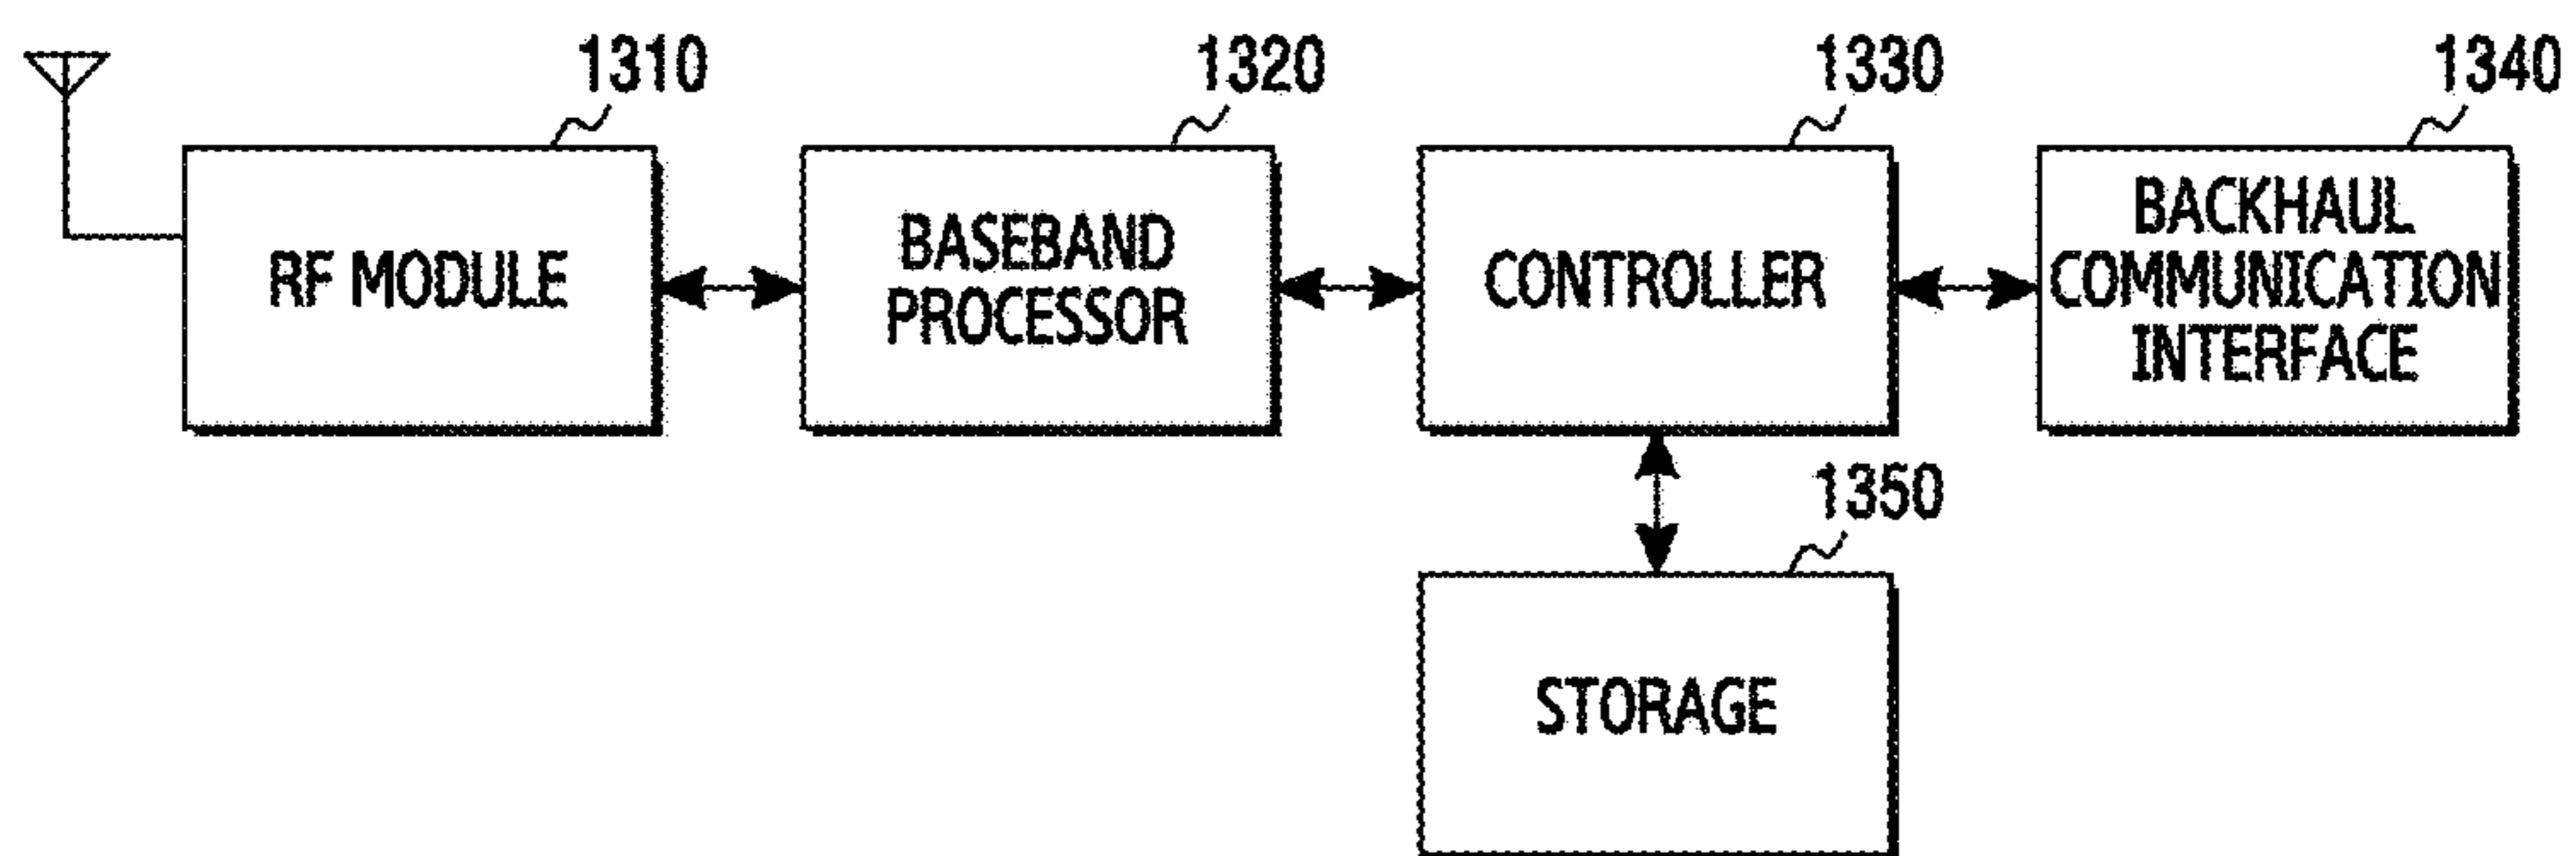 1310
1320
1330
1340
RF MODULE
BASEBAND
PROCESSOR
CONTROLLER
BACKHAUL
COMMUNICATION
INTERFACE
1350
STORAGE